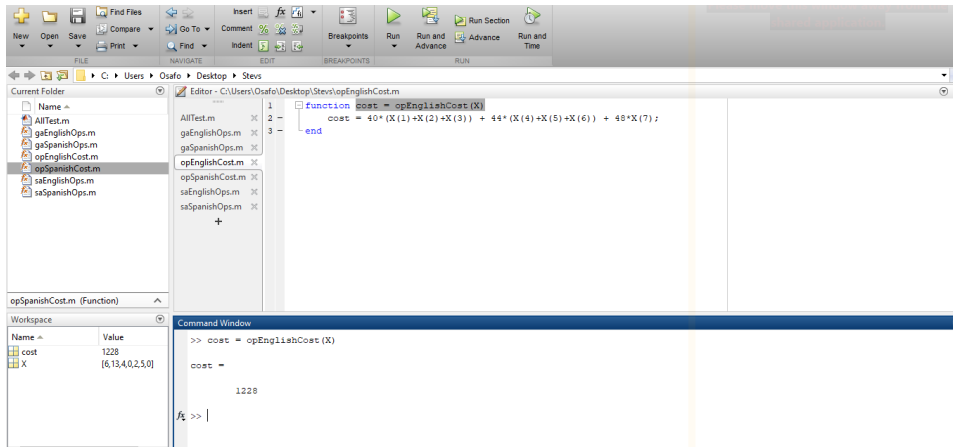 Find Files
Insert fx
New Open Save Compare Go To Comment % Breakpoints Run Run and Advance Run Section Advance Run and Time
Print Find Indent
FILE NAVIGATE EDIT BREAKPOINTS RUN
C: Users Osafo Desktop Stevs
Current Folder
Name
AllTest.m
gaEnglishOps.m
gaSpanishOps.m
opEnglishCost.m
opSpanishCost.m
saEnglishOps.m
saSpanishOps.m
opSpanishCost.m (Function)
Workspace
Name Value
cost 1228
X [6,13,4,0,2,5,0]
Editor - C:\Users\Osafo\Desktop\Stevs\opEnglishCost.m
AllTest.m
gaEnglishOps.m
gaSpanishOps.m
opEnglishCost.m
opSpanishCost.m
saEnglishOps.m
saSpanishOps.m
+
1 function cost = opEnglishCost(X)
2 - cost = 40*(X(1)+X(2)+X(3)) + 44*(X(4)+X(5)+X(6)) + 48*X(7);
3 - end
Command Window
>> cost = opEnglishCost(X)
cost =
1228
fx >>